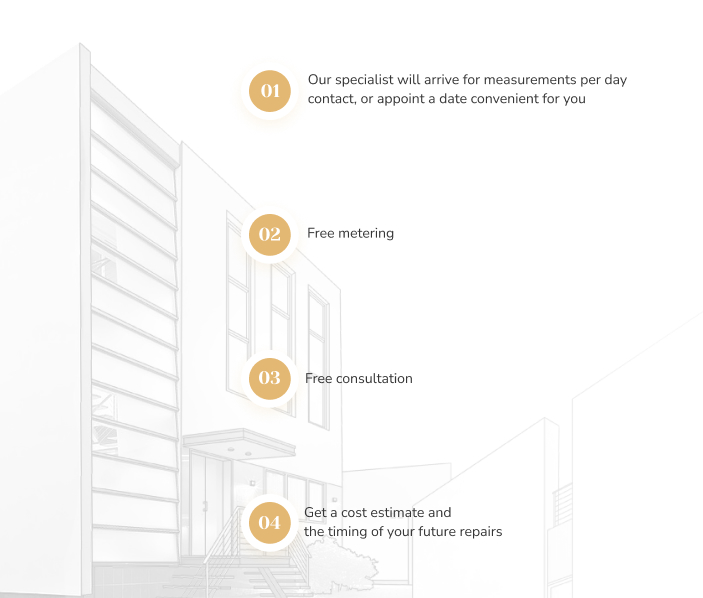 01
Our specialist will arrive for measurements per day
contact, or appoint a date convenient for you
02
Free metering
03
Free consultation
04
Get a cost estimate and
the timing of your future repairs